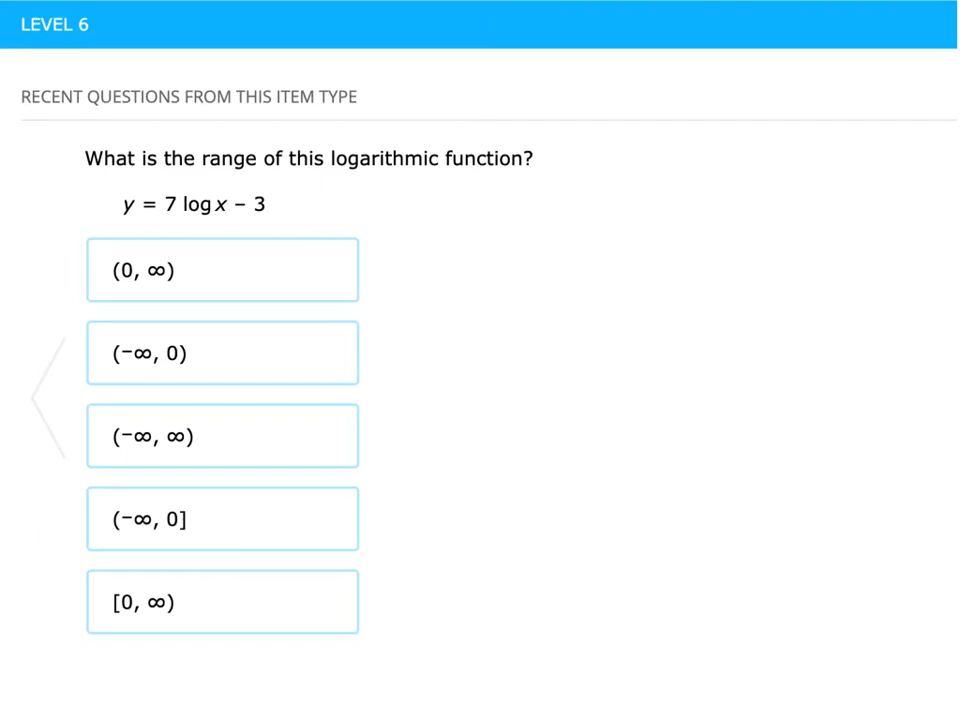 LEVEL 6
RECENT QUESTIONS FROM THIS ITEM TYPE
What is the range of this logarithmic function?
y = 7 log x – 3
(0, ∞)
(⁻∞, 0)
(⁻∞, ∞)
(⁻∞, 0]
[0, ∞)